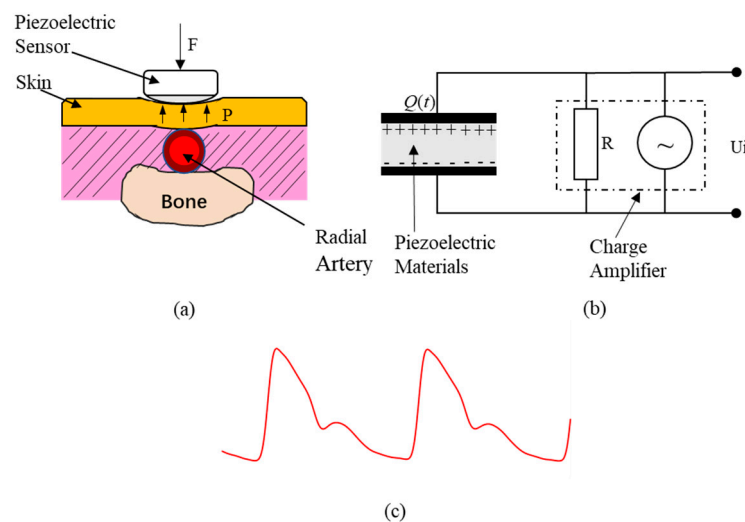 Piezoelectric
Sensor
Skin
F
P
Bone
Radial
Artery
(a)
Q(t)
+ + + + + + + + +
- - - - - - -
R
~
Ui
Piezoelectric
Materials
Charge
Amplifier
(b)
(c)